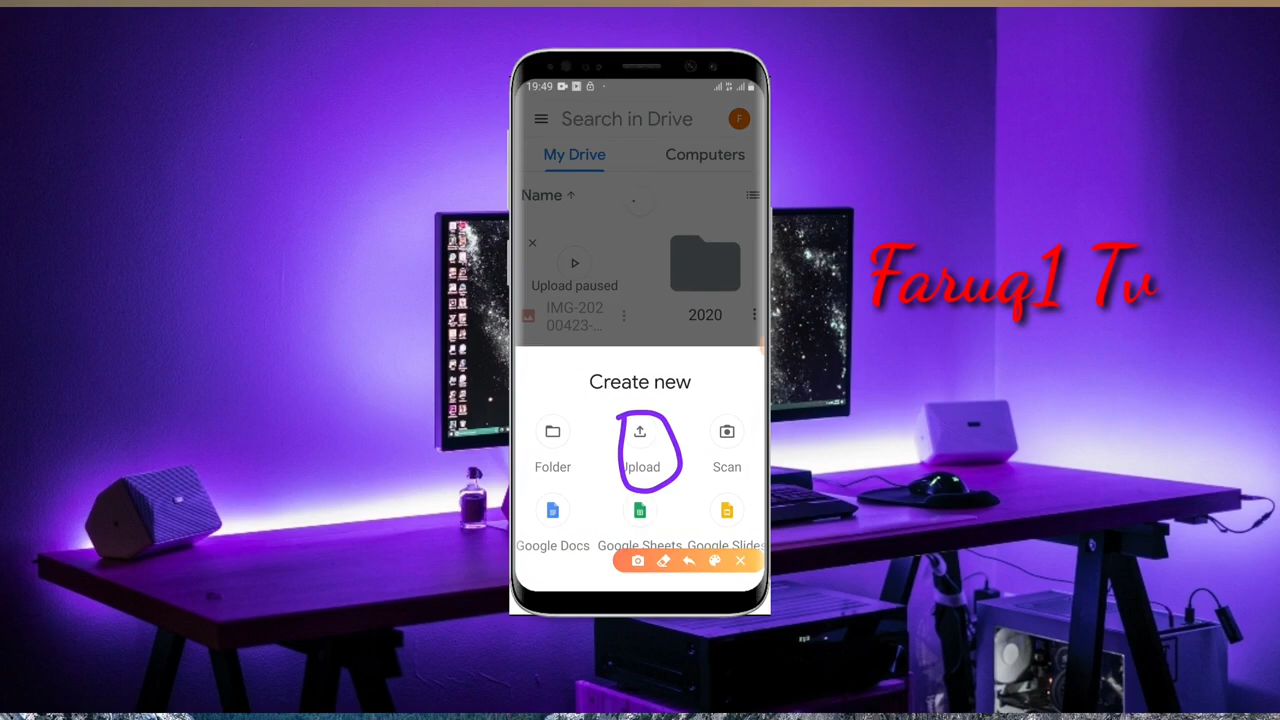 19:49
Search in Drive
F
My Drive
Computers
Name
Upload paused
IMG-202
00423-...
2020
Faruq1 Tv
Create new
Folder
Upload
Scan
Google Docs
Google Sheets
Google Slides